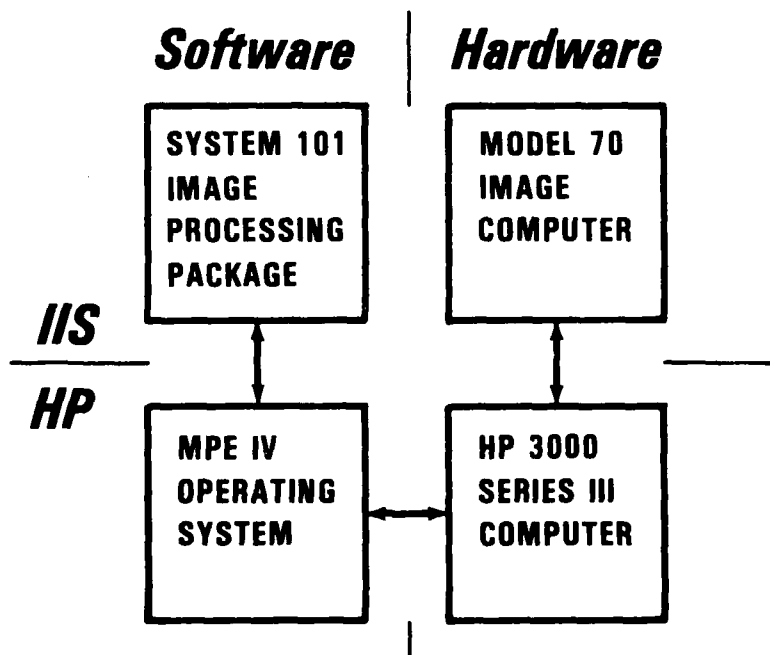 Software
Hardware
SYSTEM 101
IMAGE
PROCESSING
PACKAGE
MODEL 70
IMAGE
COMPUTER
IIS
HP
MPE IV
OPERATING
SYSTEM
HP 3000
SERIES III
COMPUTER